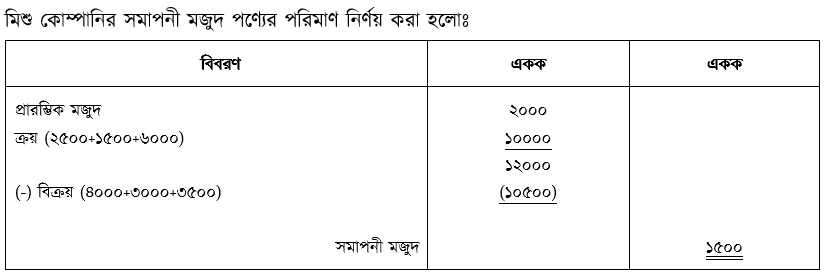 মিশু কোম্পানির সমাপনী মজুদ পণ্যের পরিমাণ নির্ণয় করা হলোঃ
বিবরণ একক একক
প্রারম্ভিক মজুদ ২০০০
ক্রয় (২৫০০+১৫০০+৬০০০) ১০০০০
১২০০০
(-) বিক্রয় (৪০০০+৩০০০+৩৫০০) (১০৫০০)
সমাপনী মজুদ ১৫০০